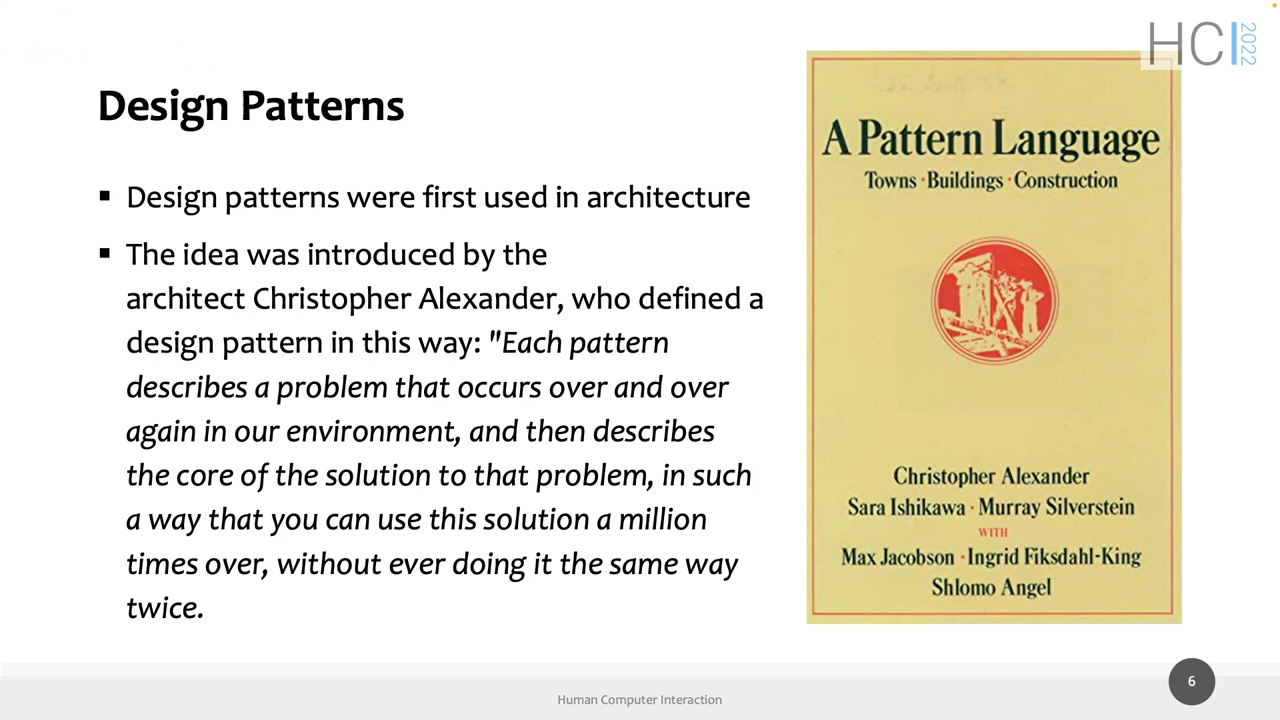 HCI 2022
Design Patterns
▪ Design patterns were first used in architecture
▪ The idea was introduced by the
architect Christopher Alexander, who defined a
design pattern in this way: "Each pattern
describes a problem that occurs over and over
again in our environment, and then describes
the core of the solution to that problem, in such
a way that you can use this solution a million
times over, without ever doing it the same way
twice.
A Pattern Language
Towns · Buildings · Construction
Christopher Alexander
Sara Ishikawa · Murray Silverstein
WITH
Max Jacobson · Ingrid Fiksdahl-King
Shlomo Angel
Human Computer Interaction
6